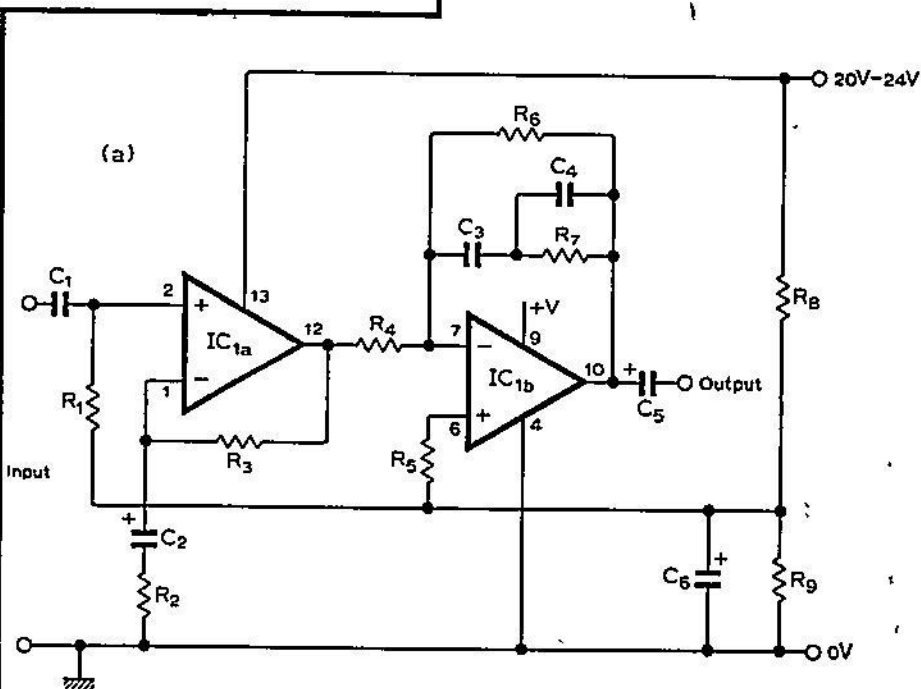 20V-24V
(a)
R6
C4
C3
R7
C1
2
+
13
R8
IC1a
12
R4
7
−
+V
9
R1
−
1
IC1b
10
+
C5
Output
6
+
4
R3
R5
Input
+
C2
C6
+
R9
R2
0V